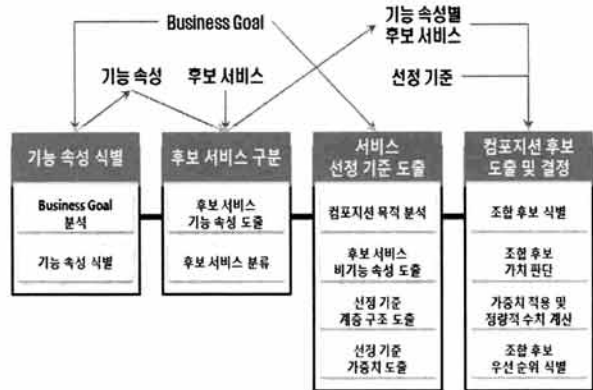 Business Goal
기능 속성별
후보 서비스
기능 속성
후보 서비스
선정 기준
기능 속성 식별
후보 서비스 구분
서비스
선정 기준 도출
컴포지션 후보
도출 및 결정
Business Goal
분석
기능 속성 식별
후보 서비스
기능 속성 도출
후보 서비스 분류
컴포지션 목적 분석
후보 서비스
비기능 속성 도출
선정 기준
계층 구조 도출
선정 기준
가중치 도출
조합 후보 식별
조합 후보
가치 판단
가중치 적용 및
정량적 수치 계산
조합 후보
우선 순위 식별